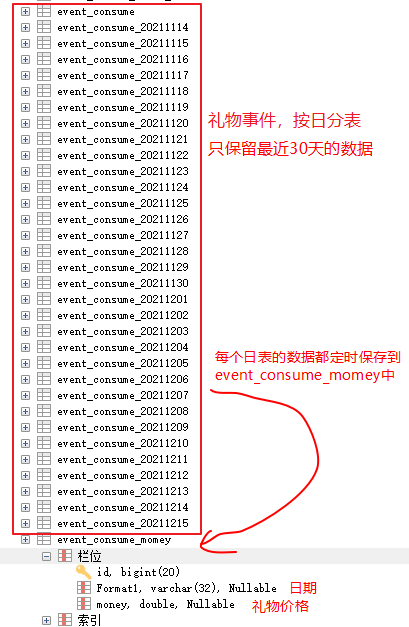 event_consume
event_consume_20211114
event_consume_20211115
event_consume_20211116
event_consume_20211117
event_consume_20211118
event_consume_20211119
event_consume_20211120
event_consume_20211121
event_consume_20211122
event_consume_20211123
event_consume_20211124
event_consume_20211125
event_consume_20211126
event_consume_20211127
event_consume_20211128
event_consume_20211129
event_consume_20211130
event_consume_20211201
event_consume_20211202
event_consume_20211203
event_consume_20211204
event_consume_20211205
event_consume_20211206
event_consume_20211207
event_consume_20211208
event_consume_20211209
event_consume_20211210
event_consume_20211211
event_consume_20211212
event_consume_20211213
event_consume_20211214
event_consume_20211215
礼物事件，按日分表
只保留最近30天的数据
每个日表的数据都定时保存到
event_consume_momey中
event_consume_momey
栏位
id, bigint(20)
Format1, varchar(32), Nullable 日期
money, double, Nullable 礼物价格
索引